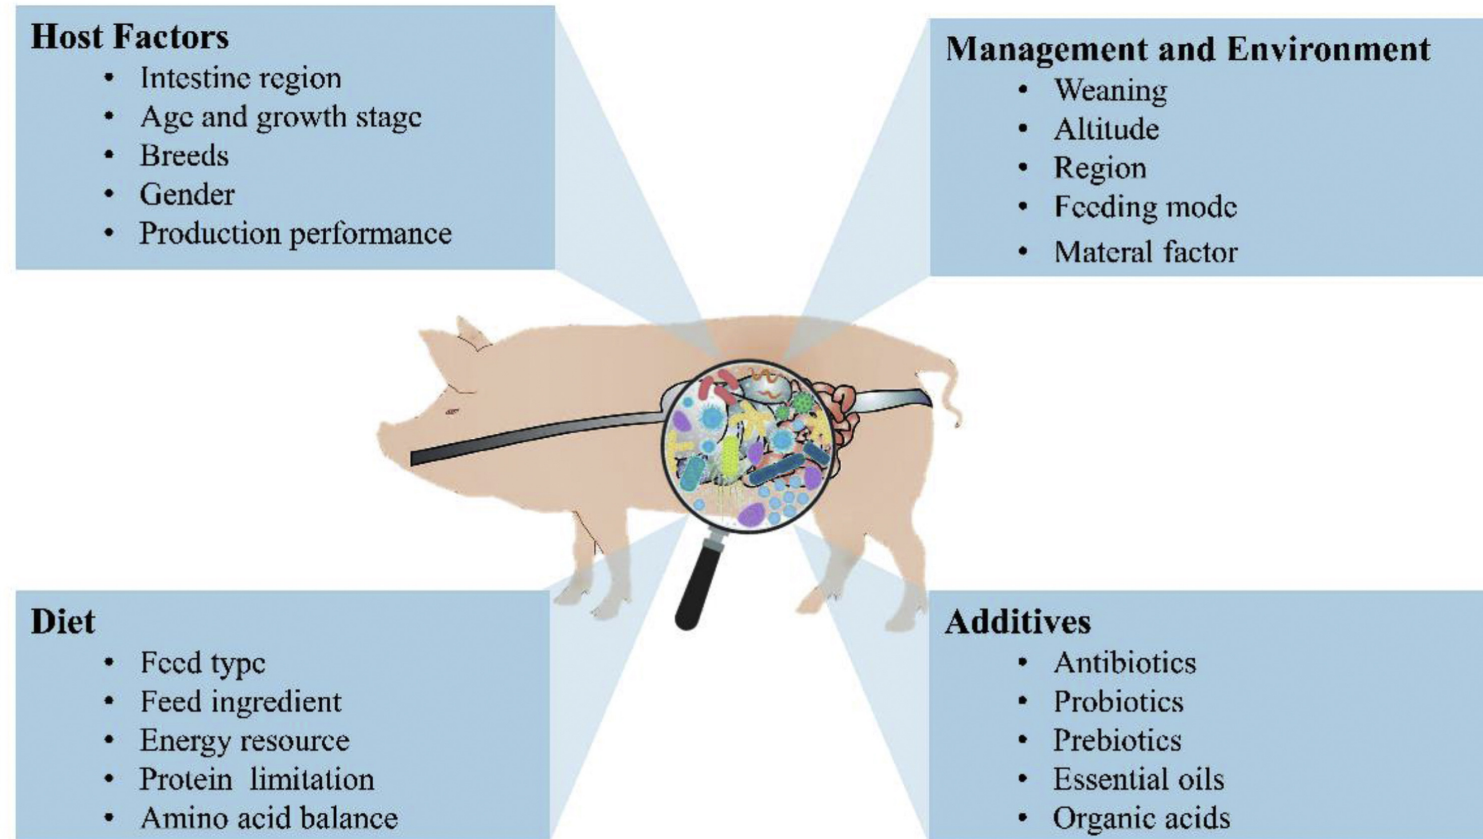 Host Factors
• Intestine region
• Age and growth stage
• Breeds
• Gender
• Production performance
Management and Environment
• Weaning
• Altitude
• Region
• Feeding mode
• Materal factor
Diet
• Feed type
• Feed ingredient
• Energy resource
• Protein limitation
• Amino acid balance
Additives
• Antibiotics
• Probiotics
• Prebiotics
• Essential oils
• Organic acids